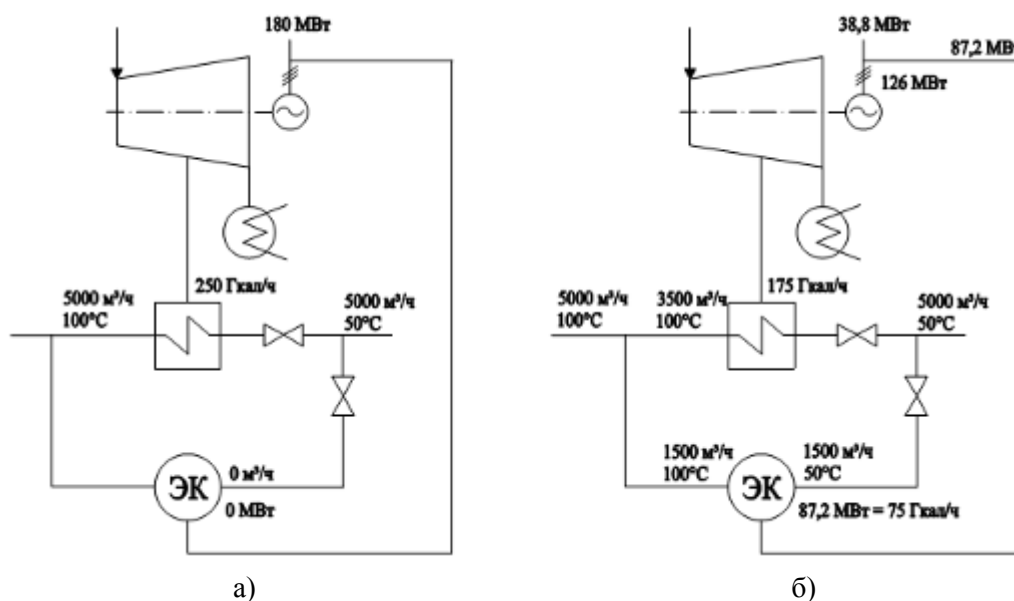 180 МВт
250 Гкал/ч
5000 м³/ч
100°C
5000 м³/ч
50°C
ЭК
0 м³/ч
0 МВт
а)
38,8 МВт
87,2 МВт
126 МВт
175 Гкал/ч
5000 м³/ч
100°C
3500 м³/ч
100°C
5000 м³/ч
50°C
1500 м³/ч
100°C
ЭК
1500 м³/ч
50°C
87,2 МВт = 75 Гкал/ч
б)